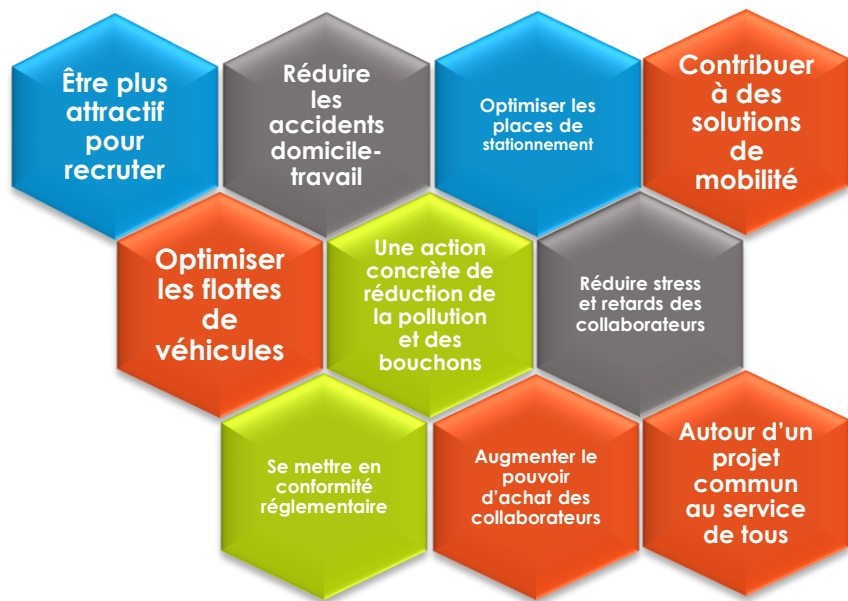 Être plus
attractif
pour
recruter
Réduire
les
accidents
domicile-
travail
Optimiser les
places de
stationnement
Contribuer
à des
solutions
de
mobilité
Optimiser
les flottes
de
véhicules
Une action
concrète de
réduction de
la pollution
et des
bouchons
Réduire stress
et retards des
collaborateurs
Se mettre en
conformité
réglementaire
Augmenter le
pouvoir
d’achat des
collaborateurs
Autour d’un
projet
commun
au service
de tous